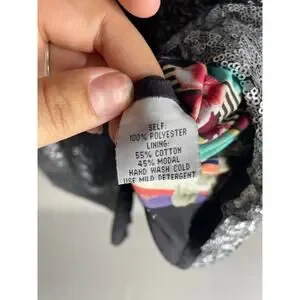 SELF:
100% POLYESTER
LINING:
55% COTTON
45% MODAL
HAND WASH COLD
USE MILD DETERGENT